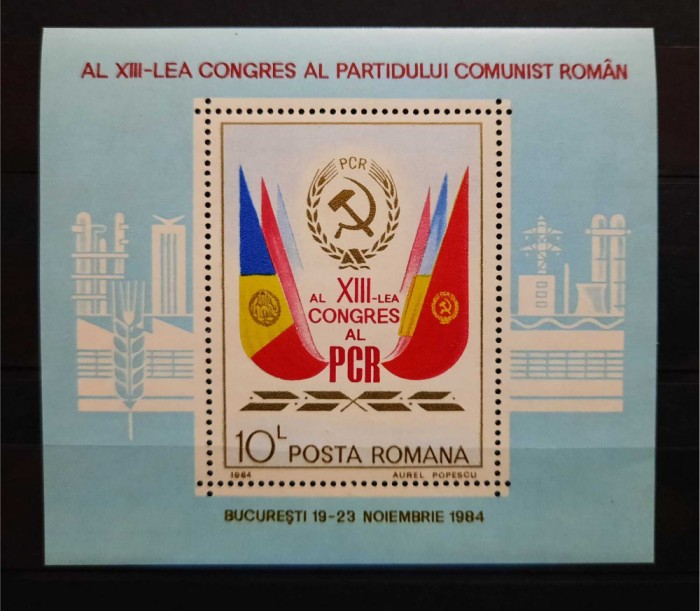 AL XIII-LEA CONGRES AL PARTIDULUI COMUNIST ROMÂN
PCR
AL XIII-LEA
CONGRES
AL
PCR
10L POSTA ROMANA
1984 AUREL POPESCU
BUCUREȘTI 19-23 NOIEMBRIE 1984